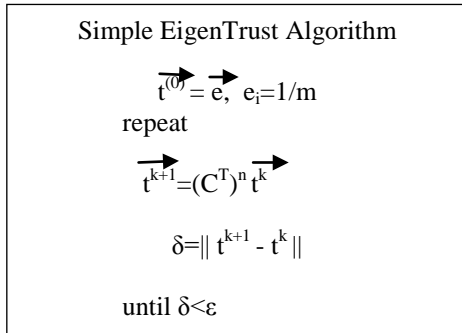 Simple EigenTrust Algorithm
t⁽⁰⁾ = e, eᵢ=1/m
repeat
tᵏ⁺¹=(Cᵀ)ⁿ tᵏ
δ=|| tᵏ⁺¹ - tᵏ ||
until δ<ε